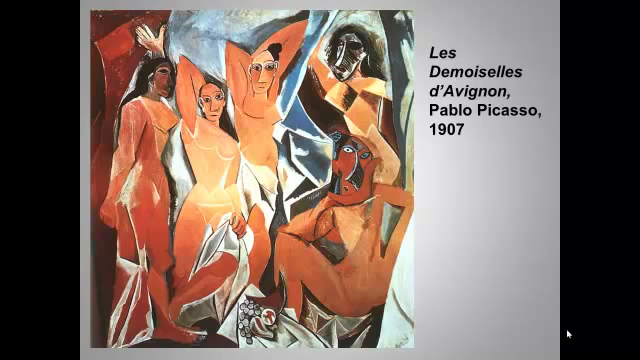 Les
Demoiselles
d'Avignon,
Pablo Picasso,
1907